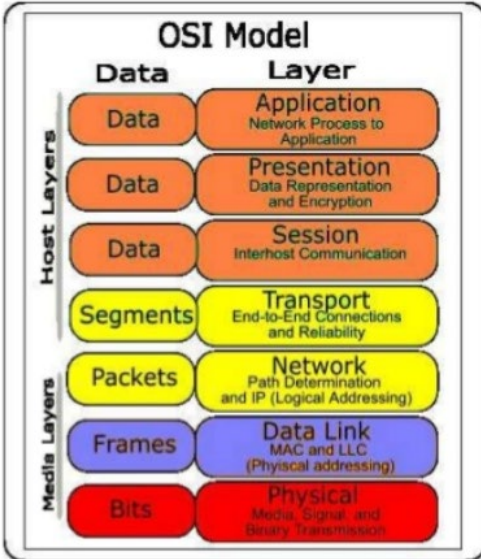 OSI Model
Data Layer
Host Layers
Data Application
Network Process to
Application
Data Presentation
Data Representation
and Encryption
Data Session
Interhost Communication
Segments Transport
End-to-End Connections
and Reliability
Media Layers
Packets Network
Path Determination
and IP (Logical Addressing)
Frames Data Link
MAC and LLC
(Phyiscal addressing)
Bits Physical
Media, Signal, and
Binary Transmission